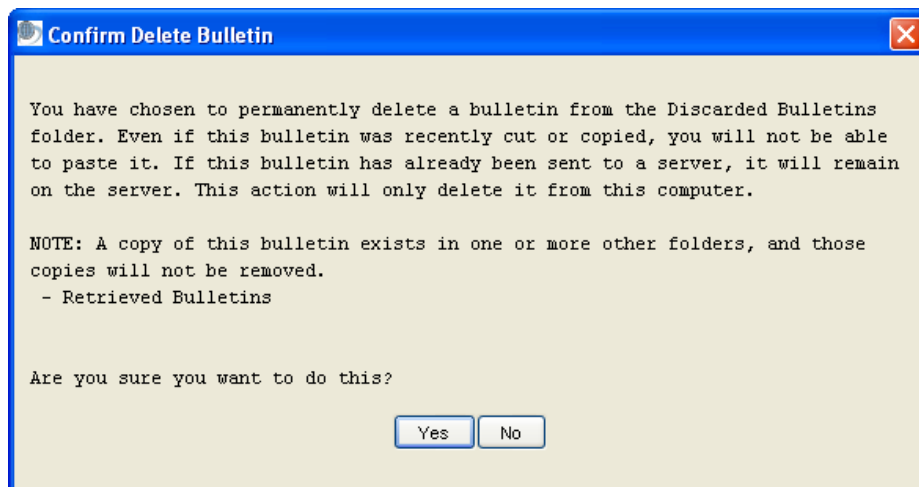 Confirm Delete Bulletin
You have chosen to permanently delete a bulletin from the Discarded Bulletins
folder. Even if this bulletin was recently cut or copied, you will not be able
to paste it. If this bulletin has already been sent to a server, it will remain
on the server. This action will only delete it from this computer.
NOTE: A copy of this bulletin exists in one or more other folders, and those
copies will not be removed.
- Retrieved Bulletins
Are you sure you want to do this?
Yes No